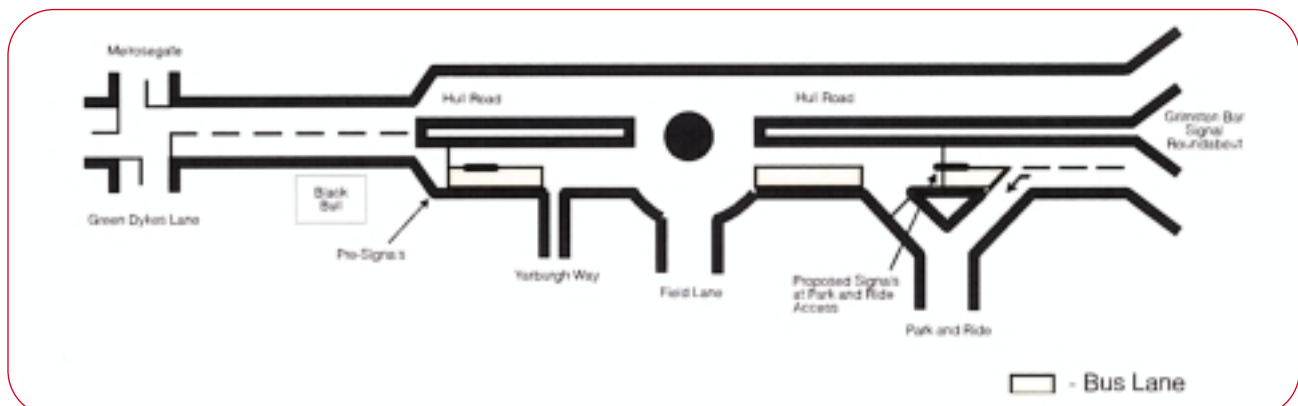 Merrosegate
Hull Road
Hull Road
Grimston Bar
Signal
Roundabout
Black
Bull
Green Dykes Lane
Pre-Signals
Yarburgh Way
Field Lane
Proposed Signals
at Park and Ride
Access
Park and Ride
- Bus Lane